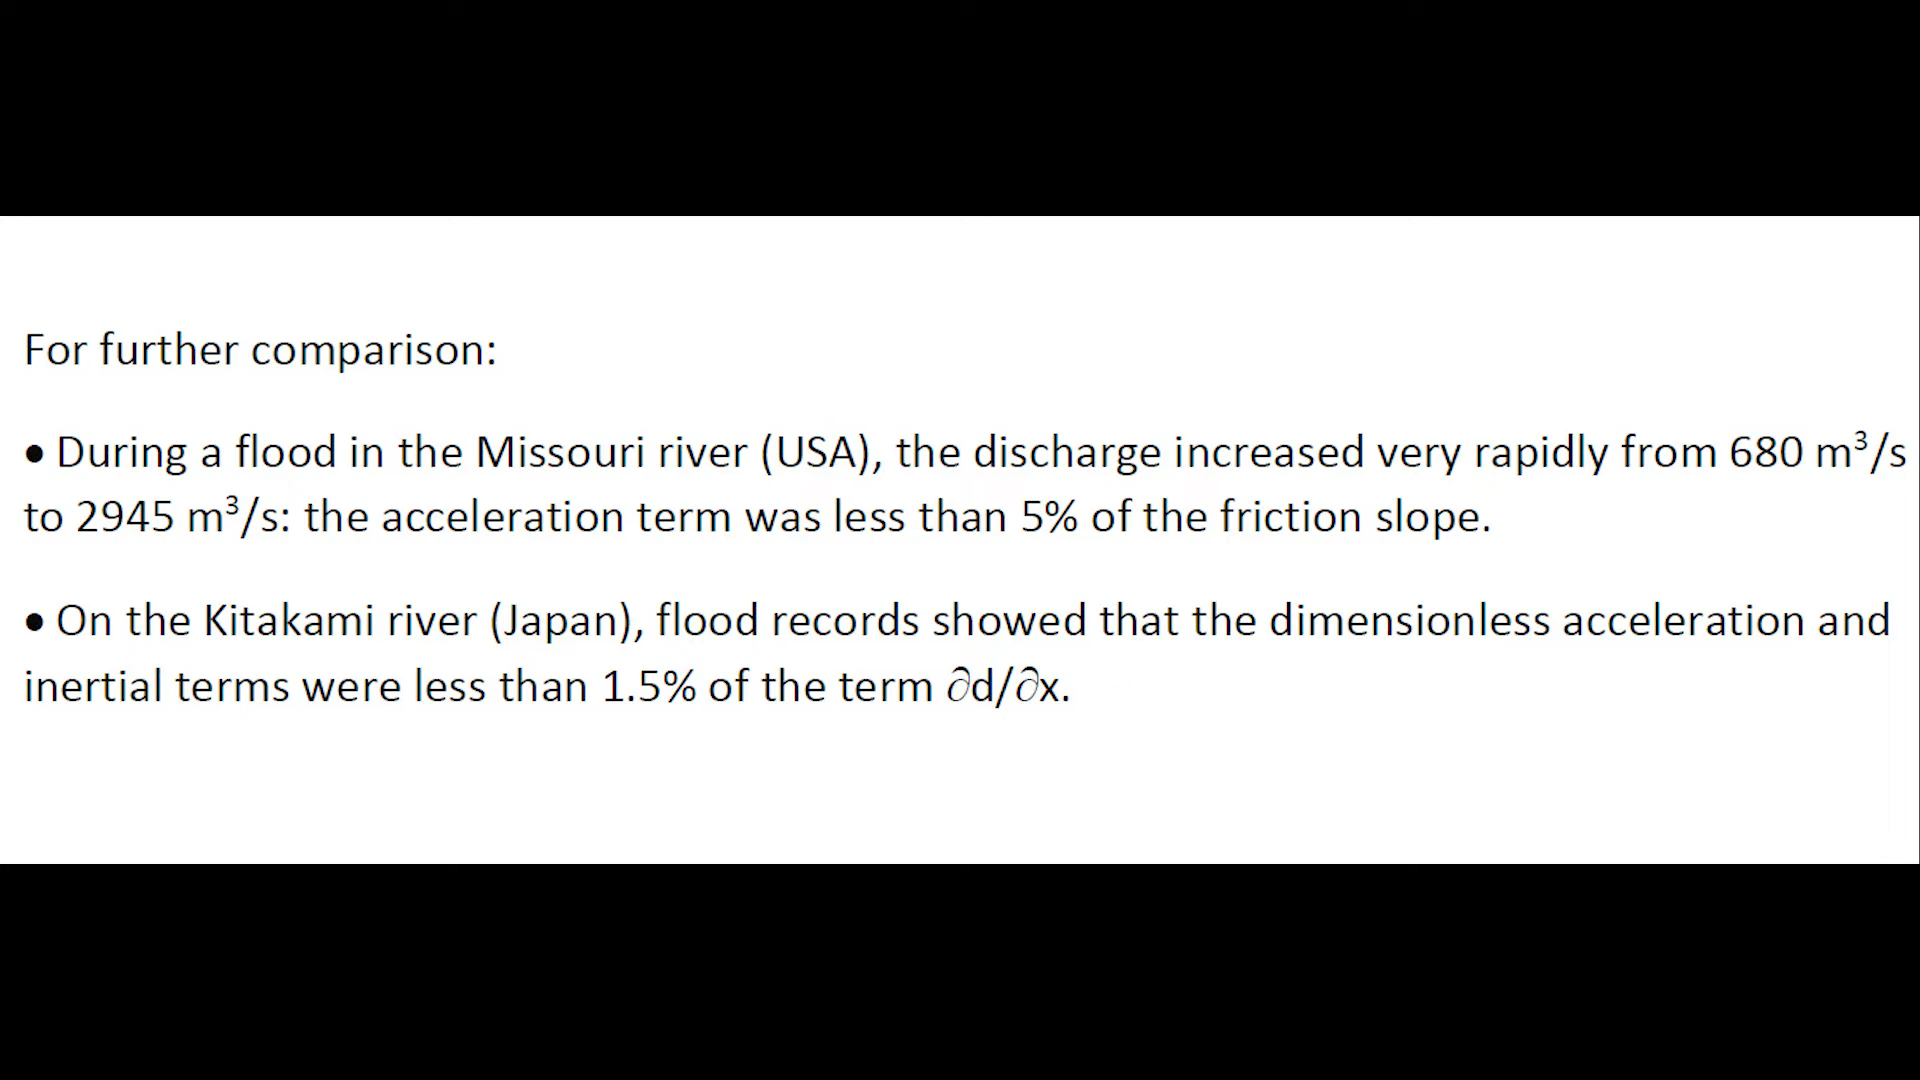 For further comparison:
• During a flood in the Missouri river (USA), the discharge increased very rapidly from 680 m³/s
to 2945 m³/s: the acceleration term was less than 5% of the friction slope.
• On the Kitakami river (Japan), flood records showed that the dimensionless acceleration and
inertial terms were less than 1.5% of the term ∂d/∂x.